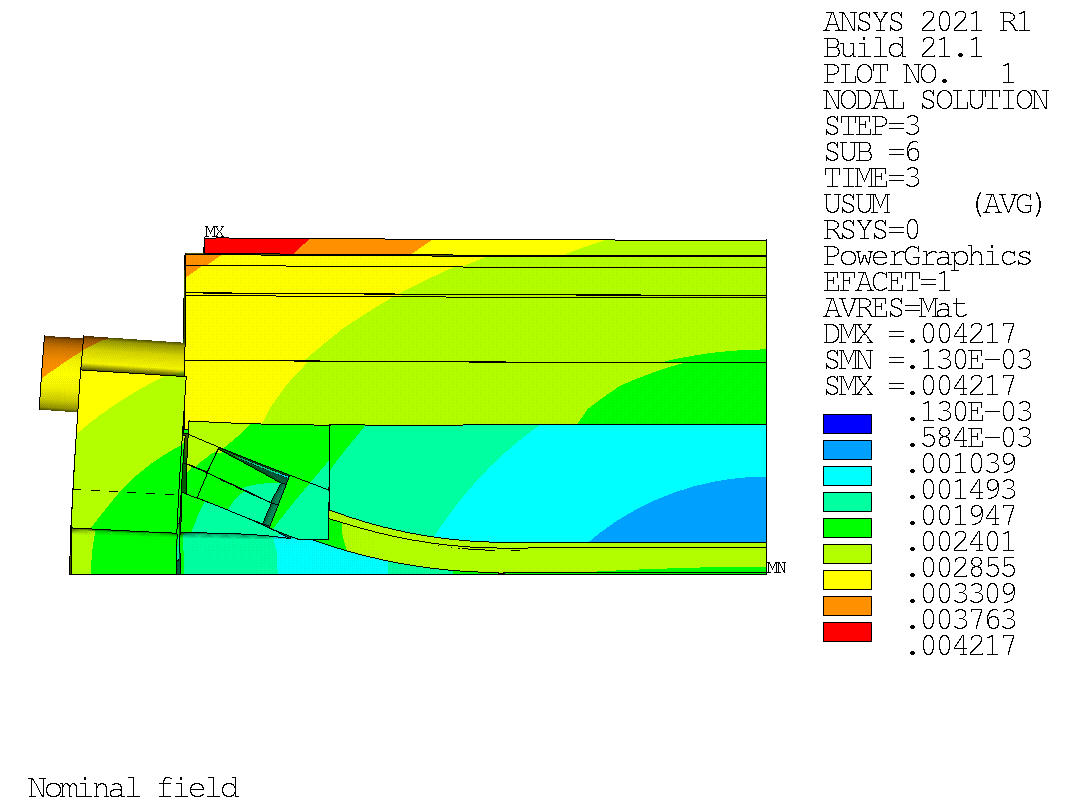 ANSYS 2021 R1
Build 21.1
PLOT NO.   1
NODAL SOLUTION
STEP=3
SUB =6
TIME=3
USUM     (AVG)
RSYS=0
PowerGraphics
EFACET=1
AVRES=Mat
DMX =.004217
SMN =.130E-03
SMX =.004217
.130E-03
.584E-03
.001039
.001493
.001947
.002401
.002855
.003309
.003763
.004217
MX
MN
Nominal field